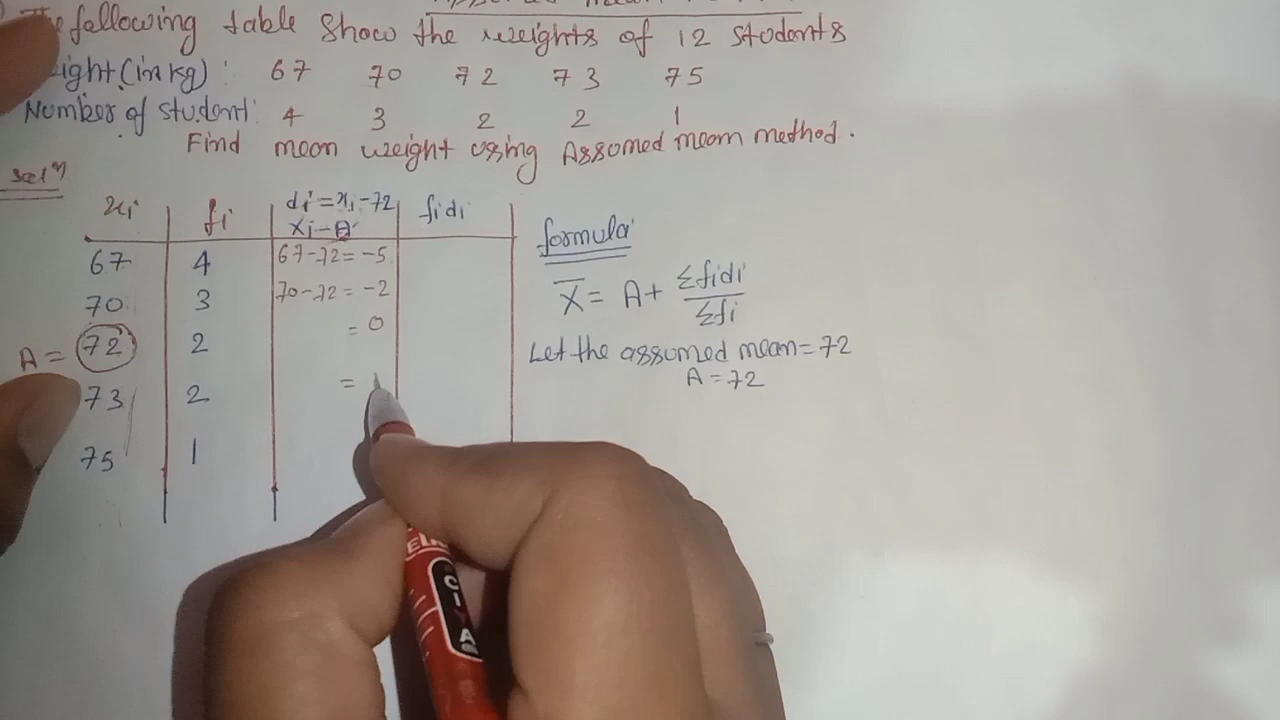 following table show the weights of 12 students
ight (in kg) : 67 70 72 73 75
Number of student: 4 3 2 2 1
Find mean weight using Assumed mean method.
sol^n
xi fi di = xi - 72 fidi
xi - A
67 4 67-72 = -5
70 3 70-72 = -2
A = 72 2 = 0
73 2 =
75 1
formula
X̄ = A + Σfidi / Σfi
Let the assumed mean = 72
A = 72
CIA